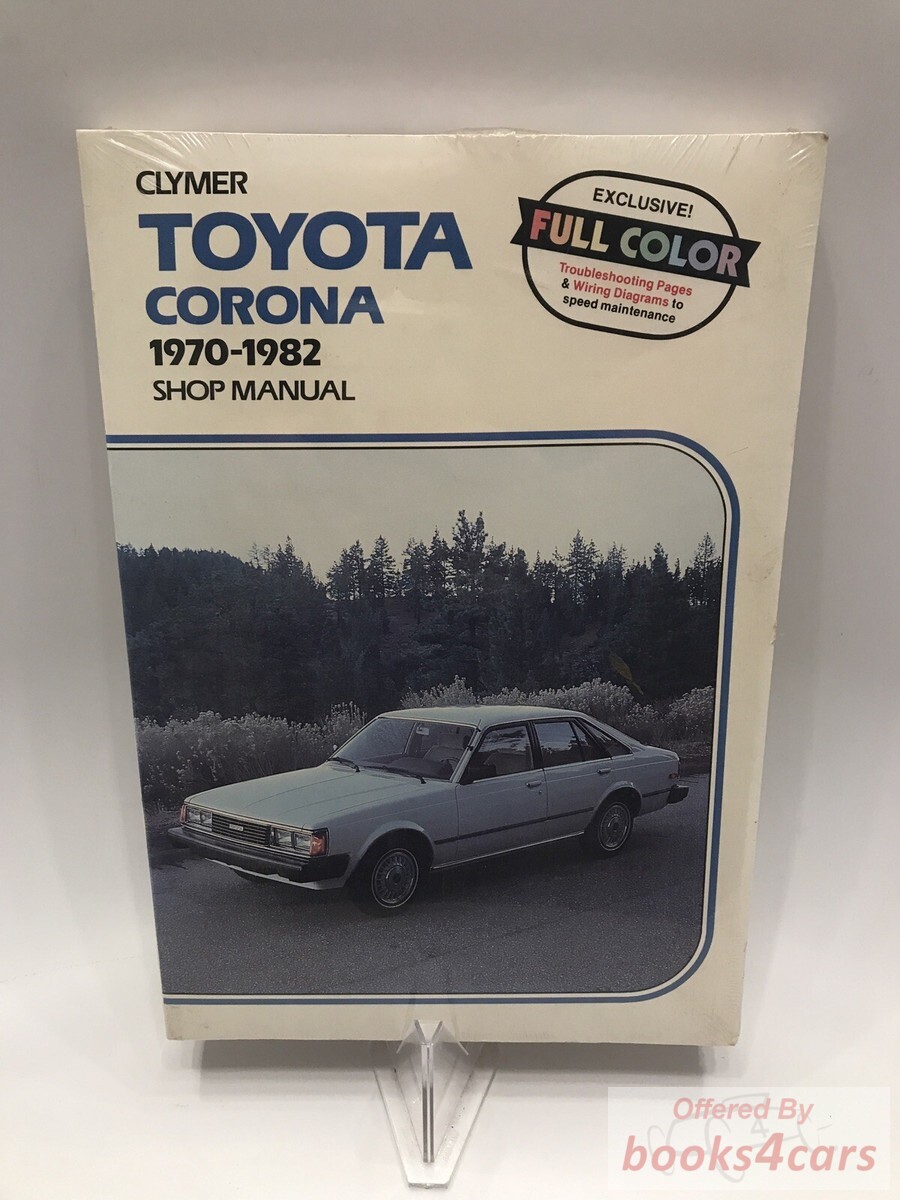 CLYMER
TOYOTA
CORONA
1970-1982
SHOP MANUAL
EXCLUSIVE!
FULL COLOR
Troubleshooting Pages
& Wiring Diagrams to
speed maintenance
Offered By
books4cars